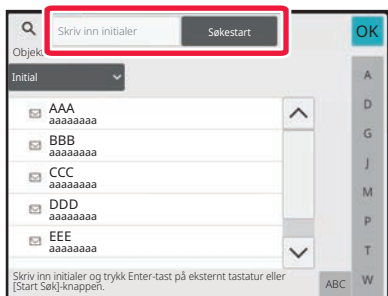 Skriv inn initialer
Søkestart
OK
Initial
AAA
aaaaaaaa
BBB
aaaaaaaa
CCC
aaaaaaaa
DDD
aaaaaaaa
EEE
aaaaaaaa
A
D
G
J
M
P
T
W
Skriv inn initialer og trykk Enter-tast på eksternt tastatur eller
[Start Søk]-knappen.
ABC